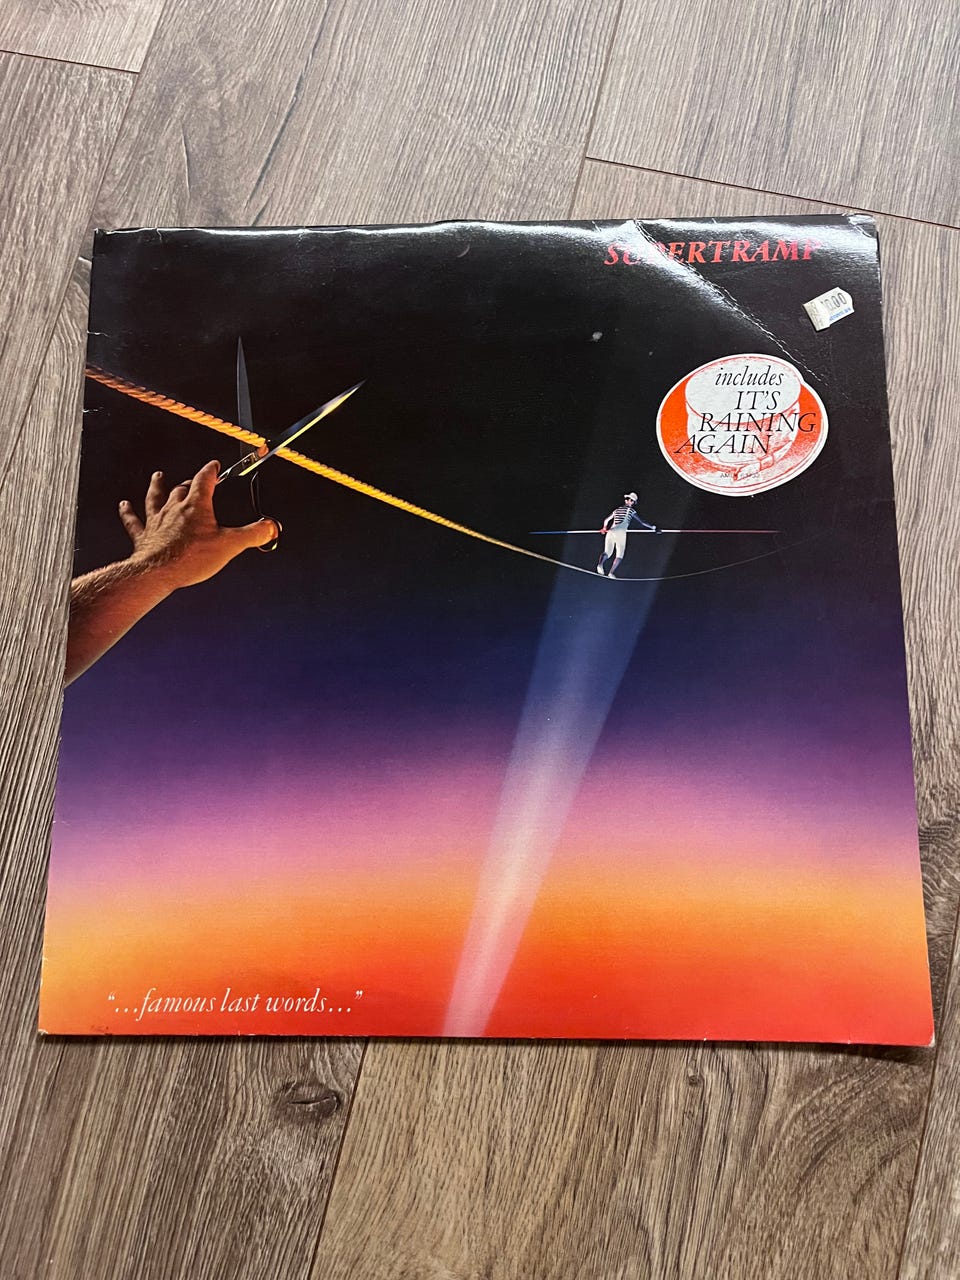 SUPERTRAMP
includes
IT'S
RAINING
AGAIN
"...famous last words..."